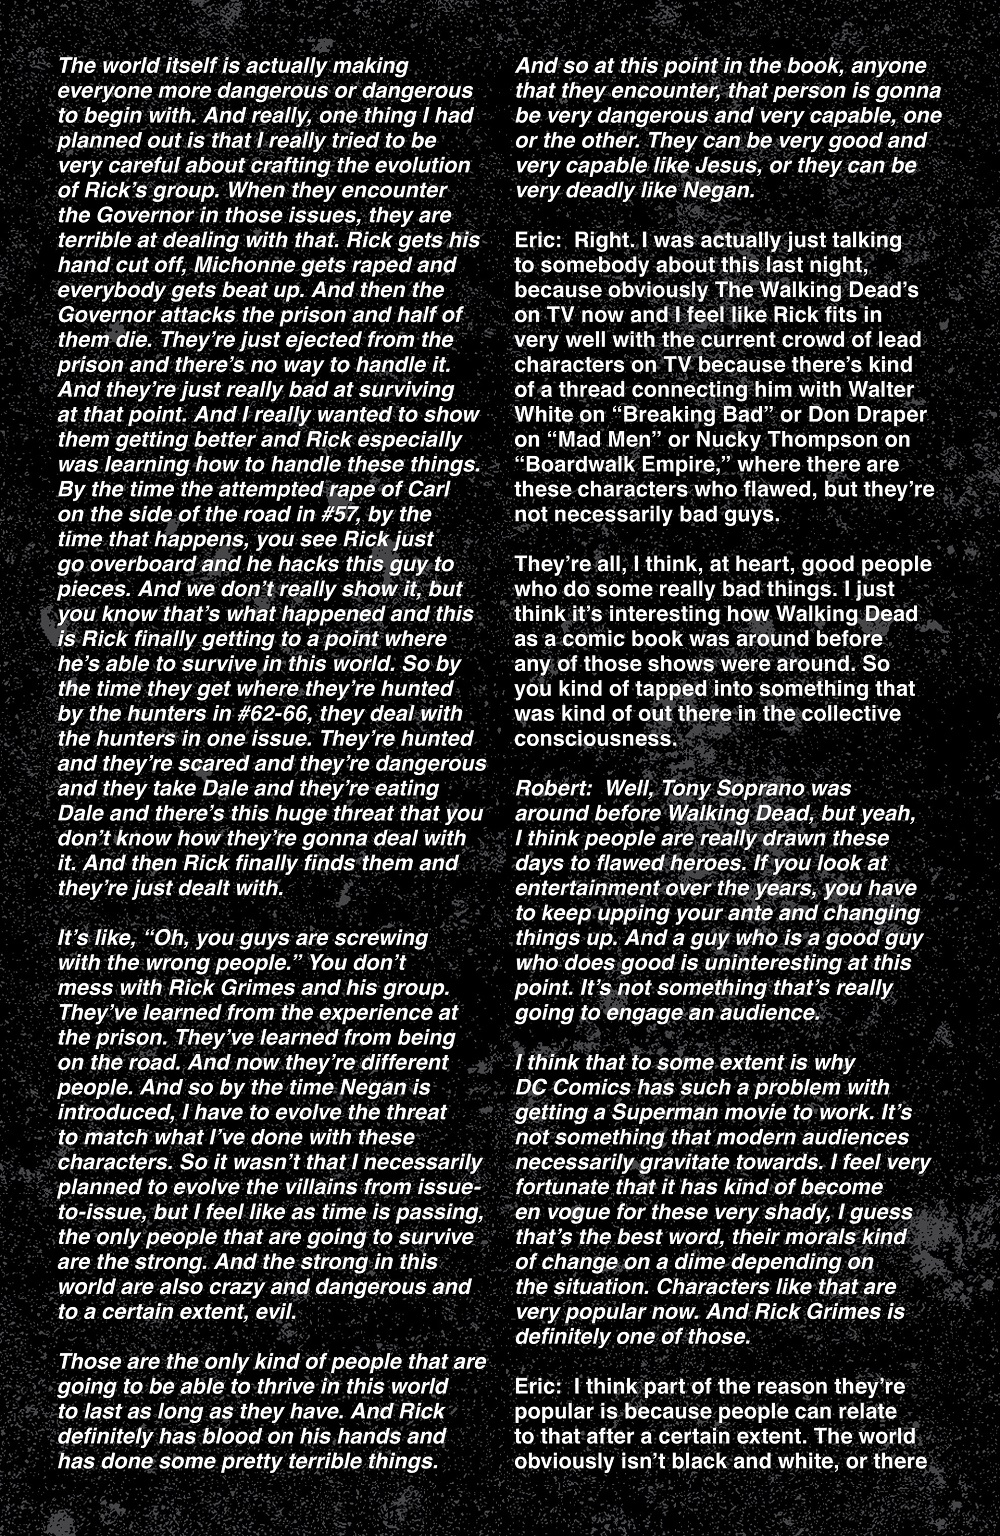 The world itself is actually making
everyone more dangerous or dangerous
to begin with. And really, one thing I had
planned out is that I really tried to be
very careful about crafting the evolution
of Rick's group. When they encounter
the Governor in those issues, they are
terrible at dealing with that. Rick gets his
hand cut off, Michonne gets raped and
everybody gets beat up. And then the
Governor attacks the prison and half of
them die. They're just ejected from the
prison and there's no way to handle it.
And they're just really bad at surviving
at that point. And I really wanted to show
them getting better and Rick especially
was learning how to handle these things.
By the time the attempted rape of Carl
on the side of the road in #57, by the
time that happens, you see Rick just
go overboard and he hacks this guy to
pieces. And we don't really show it, but
you know that's what happened and this
is Rick finally getting to a point where
he's able to survive in this world. So by
the time they get where they're hunted
by the hunters in #62-66, they deal with
the hunters in one issue. They're hunted
and they're scared and they're dangerous
and they take Dale and they're eating
Dale and there's this huge threat that you
don't know how they're gonna deal with
it. And then Rick finally finds them and
they're just dealt with.
It's like, “Oh, you guys are screwing
with the wrong people.” You don't
mess with Rick Grimes and his group.
They've learned from the experience at
the prison. They've learned from being
on the road. And now they're different
people. And so by the time Negan is
introduced, I have to evolve the threat
to match what I've done with these
characters. So it wasn't that I necessarily
planned to evolve the villains from issue-
to-issue, but I feel like as time is passing,
the only people that are going to survive
are the strong. And the strong in this
world are also crazy and dangerous and
to a certain extent, evil.
Those are the only kind of people that are
going to be able to thrive in this world
to last as long as they have. And Rick
definitely has blood on his hands and
has done some pretty terrible things.
And so at this point in the book, anyone
that they encounter, that person is gonna
be very dangerous and very capable, one
or the other. They can be very good and
very capable like Jesus, or they can be
very deadly like Negan.
Eric:  Right. I was actually just talking
to somebody about this last night,
because obviously The Walking Dead's
on TV now and I feel like Rick fits in
very well with the current crowd of lead
characters on TV because there's kind
of a thread connecting him with Walter
White on “Breaking Bad” or Don Draper
on “Mad Men” or Nucky Thompson on
“Boardwalk Empire,” where there are
these characters who flawed, but they're
not necessarily bad guys.
They're all, I think, at heart, good people
who do some really bad things. I just
think it's interesting how Walking Dead
as a comic book was around before
any of those shows were around. So
you kind of tapped into something that
was kind of out there in the collective
consciousness.
Robert:  Well, Tony Soprano was
around before Walking Dead, but yeah,
I think people are really drawn these
days to flawed heroes. If you look at
entertainment over the years, you have
to keep upping your ante and changing
things up. And a guy who is a good guy
who does good is uninteresting at this
point. It's not something that's really
going to engage an audience.
I think that to some extent is why
DC Comics has such a problem with
getting a Superman movie to work. It's
not something that modern audiences
necessarily gravitate towards. I feel very
fortunate that it has kind of become
en vogue for these very shady, I guess
that's the best word, their morals kind
of change on a dime depending on
the situation. Characters like that are
very popular now. And Rick Grimes is
definitely one of those.
Eric:  I think part of the reason they're
popular is because people can relate
to that after a certain extent. The world
obviously isn't black and white, or there